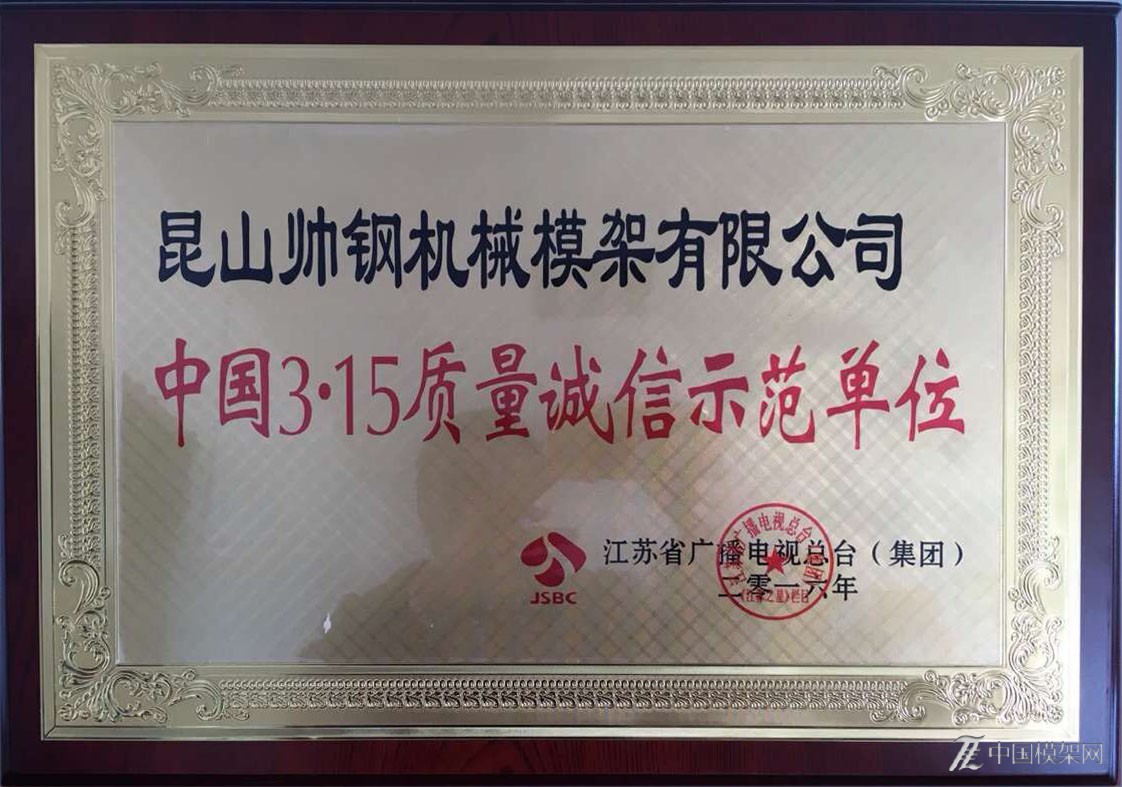 昆山帅钢机械模架有限公司
中国3·15质量诚信示范单位
JSBC
江苏省广播电视总台（集团）
二零一六年
中国模架网